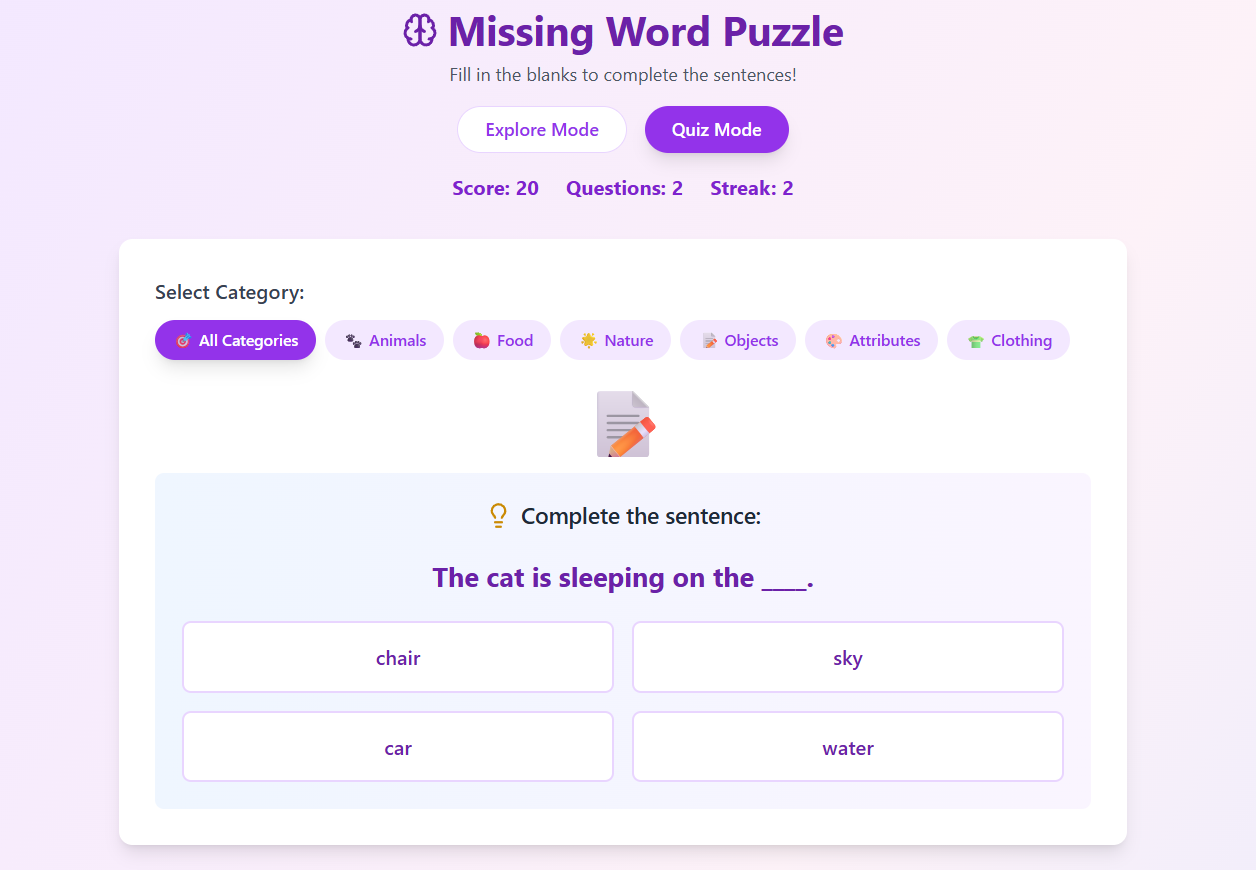 Missing Word Puzzle
Fill in the blanks to complete the sentences!
Explore Mode Quiz Mode
Score: 20 Questions: 2 Streak: 2
Select Category:
All Categories Animals Food Nature Objects Attributes Clothing
Complete the sentence:
The cat is sleeping on the ____.
chair sky
car water